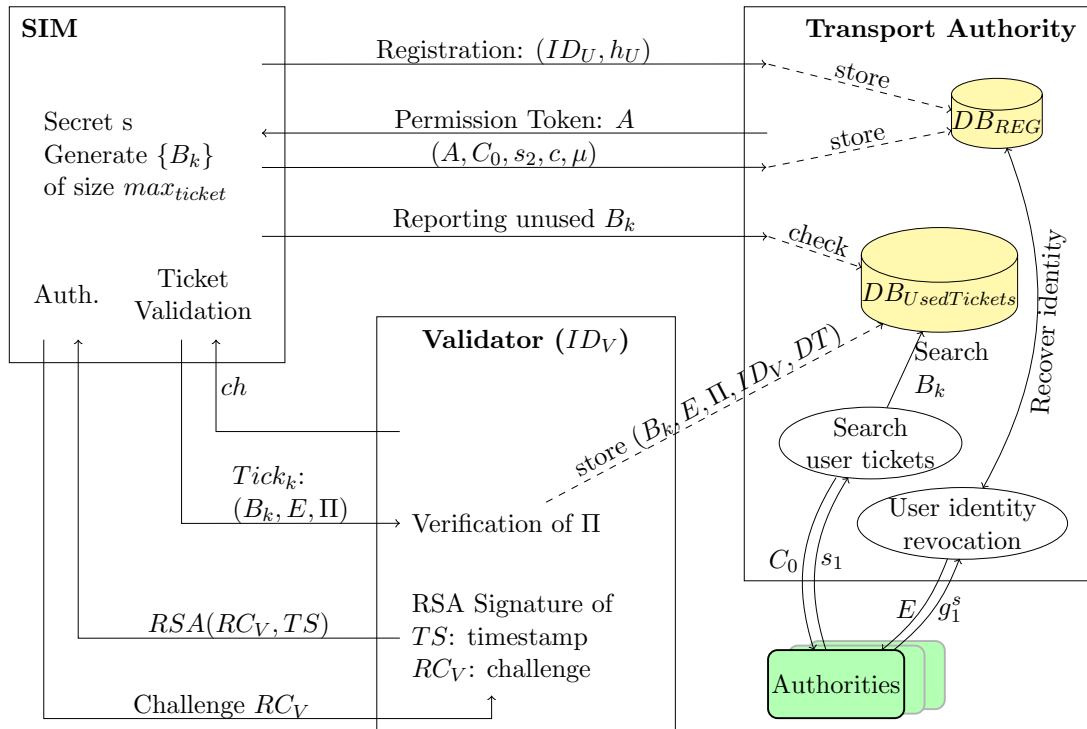 SIM
Transport Authority
Registration: (ID_U, h_U)
store
Secret s
Generate {B_k}
of size max_ticket
Permission Token: A
(A, C_0, s_2, c, μ)
store
DB_REG
Reporting unused B_k
check
DB_UsedTickets
Recover identity
Auth.
Ticket
Validation
Validator (ID_V)
ch
store (B_k, E, Π, ID_V, DT)
Search
B_k
Search
user tickets
Tick_k:
(B_k, E, Π)
Verification of Π
User identity
revocation
C_0
s_1
E
g_1^s
RSA(RC_V, TS)
RSA Signature of
TS: timestamp
RC_V: challenge
Challenge RC_V
Authorities